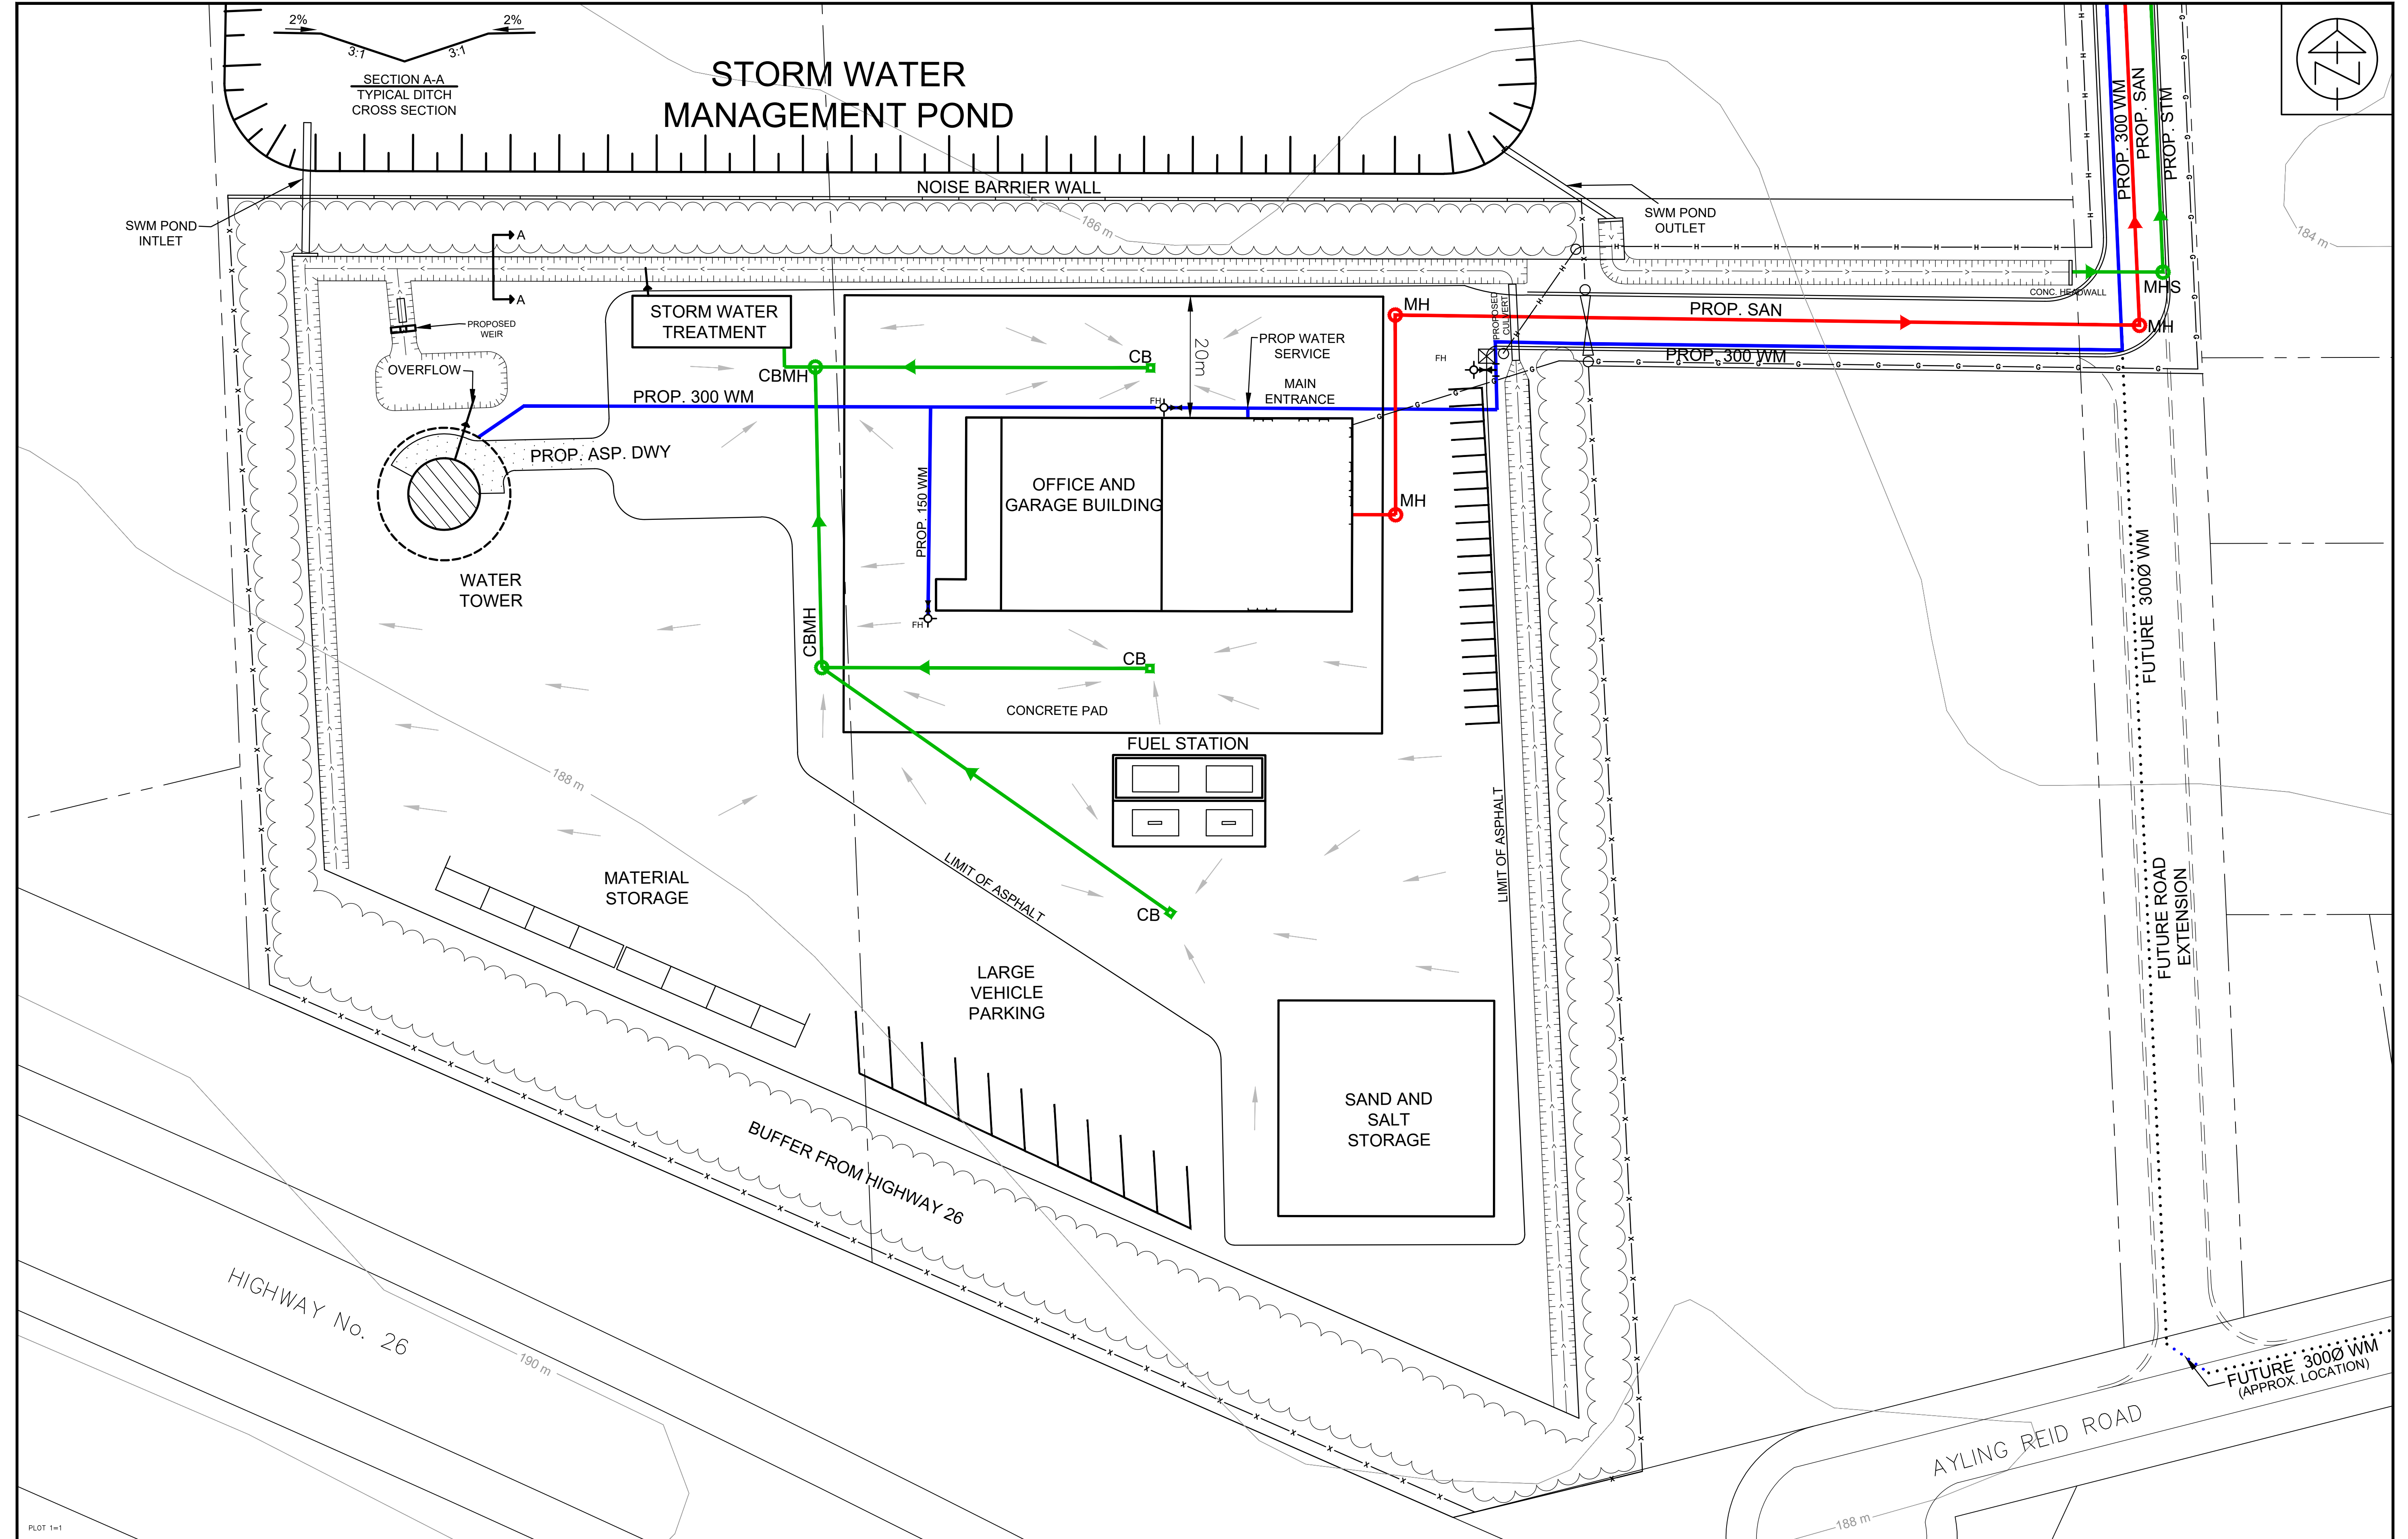 2%
2%
3:1
3:1
SECTION A-A
TYPICAL DITCH
CROSS SECTION
STORM WATER
MANAGEMENT POND
N
PROP. 300 WM
PROP. SAN
PROP. STM
NOISE BARRIER WALL
SWM POND
INTLET
186 m
SWM POND
OUTLET
184 m
A
A
CONC. HEADWALL
MHS
STORM WATER
TREATMENT
PROPOSED
WEIR
MH
PROPOSED
CULVERT
PROP. SAN
MH
20m
PROP WATER
SERVICE
CB
FH
PROP. 300 WM
OVERFLOW
CBMH
MAIN
ENTRANCE
PROP. 300 WM
FH
PROP. ASP. DWY
OFFICE AND
GARAGE BUILDING
MH
PROP. 150 WM
WATER
TOWER
FH
CBMH
CB
FUTURE 300Ø WM
CONCRETE PAD
FUEL STATION
188 m
LIMIT OF ASPHALT
LIMIT OF ASPHALT
MATERIAL
STORAGE
CB
FUTURE ROAD
EXTENSION
LARGE
VEHICLE
PARKING
SAND AND
SALT
STORAGE
BUFFER FROM HIGHWAY 26
HIGHWAY No. 26
190 m
FUTURE 300Ø WM
(APPROX. LOCATION)
AYLING REID ROAD
188 m
PLOT 1=1